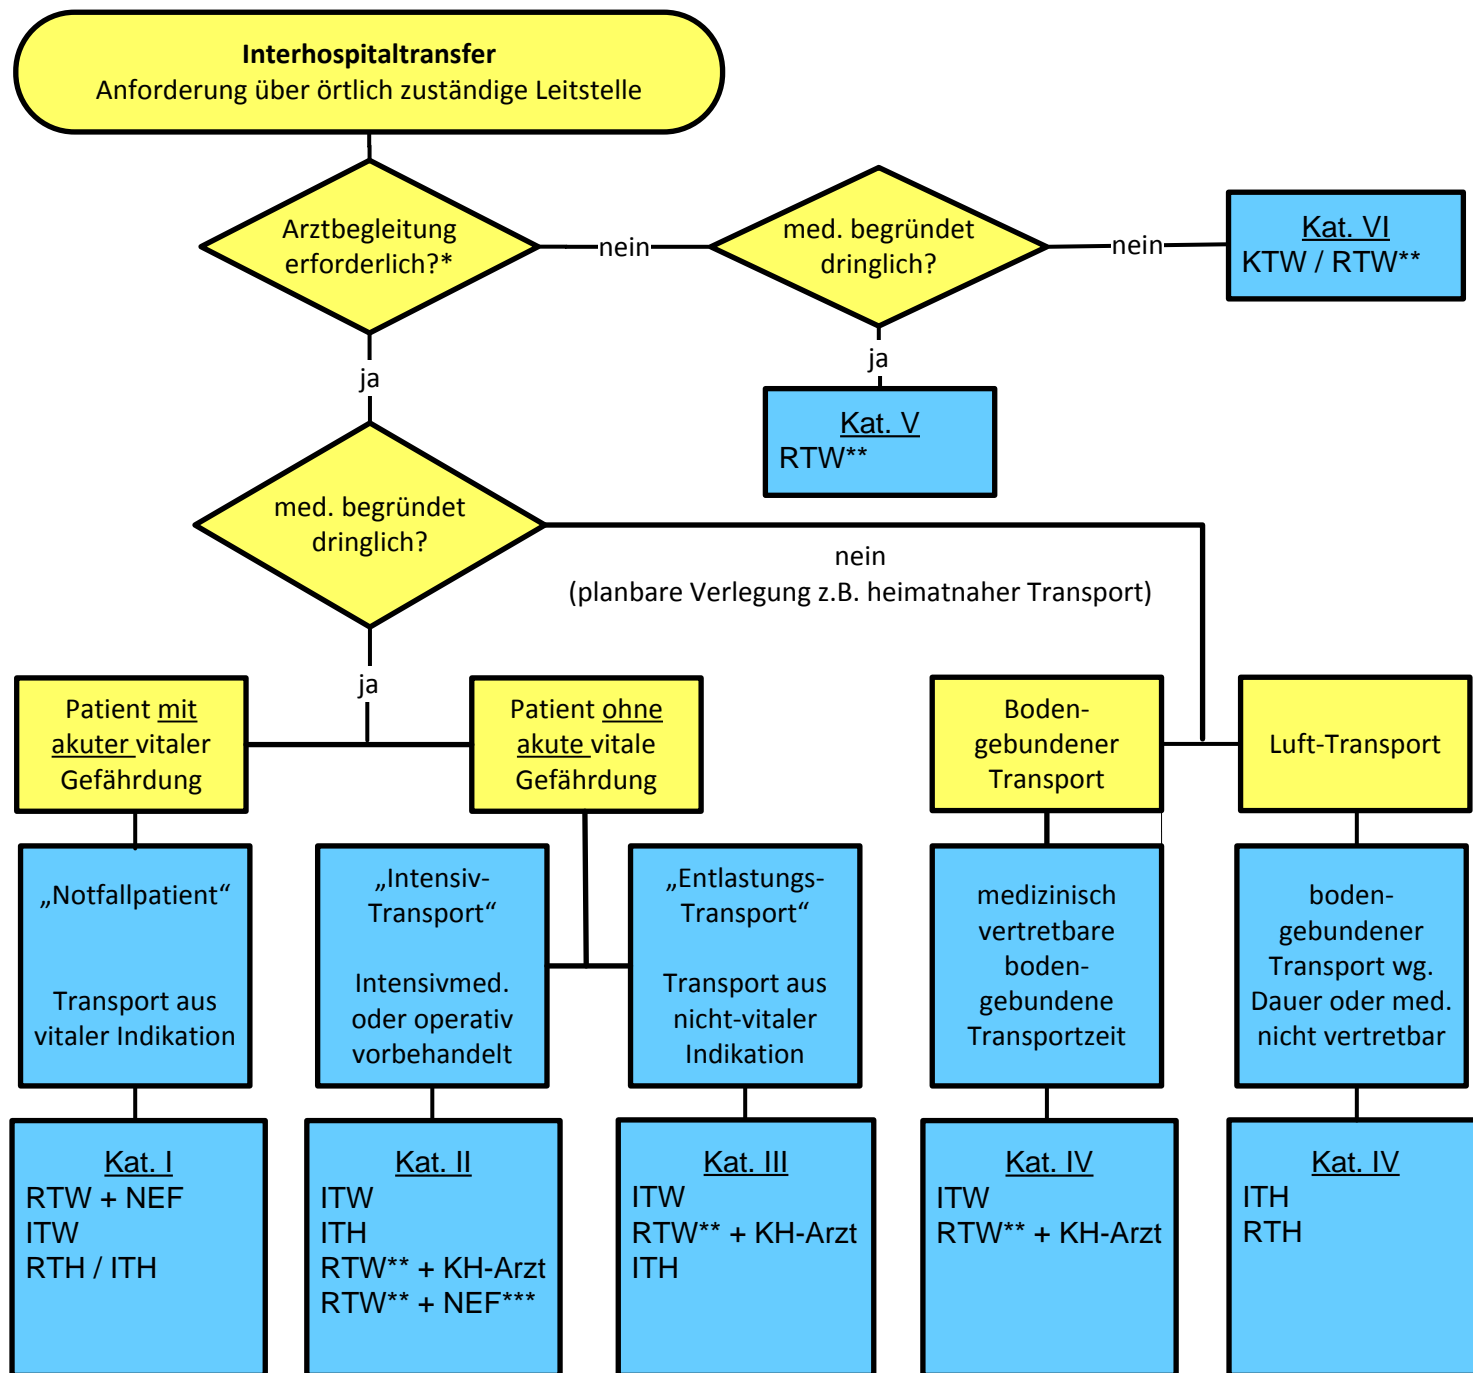 Interhospitaltransfer
Anforderung über örtlich zuständige Leitstelle
Arztbegleitung
erforderlich?*
nein
med. begründet
dringlich?
nein
Kat. VI
KTW / RTW**
ja
ja
Kat. V
RTW**
med. begründet
dringlich?
nein
(planbare Verlegung z.B. heimatnaher Transport)
ja
Patient mit
akuter vitaler
Gefährdung
Patient ohne
akute vitale
Gefährdung
Boden-
gebundener
Transport
Luft-Transport
„Notfallpatient“
Transport aus
vitaler Indikation
„Intensiv-
Transport“
Intensivmed.
oder operativ
vorbehandelt
„Entlastungs-
Transport“
Transport aus
nicht-vitaler
Indikation
medizinisch
vertretbare
boden-
gebundene
Transportzeit
boden-
gebundener
Transport wg.
Dauer oder med.
nicht vertretbar
Kat. I
RTW + NEF
ITW
RTH / ITH
Kat. II
ITW
ITH
RTW** + KH-Arzt
RTW** + NEF***
Kat. III
ITW
RTW** + KH-Arzt
ITH
Kat. IV
ITW
RTW** + KH-Arzt
Kat. IV
ITH
RTH